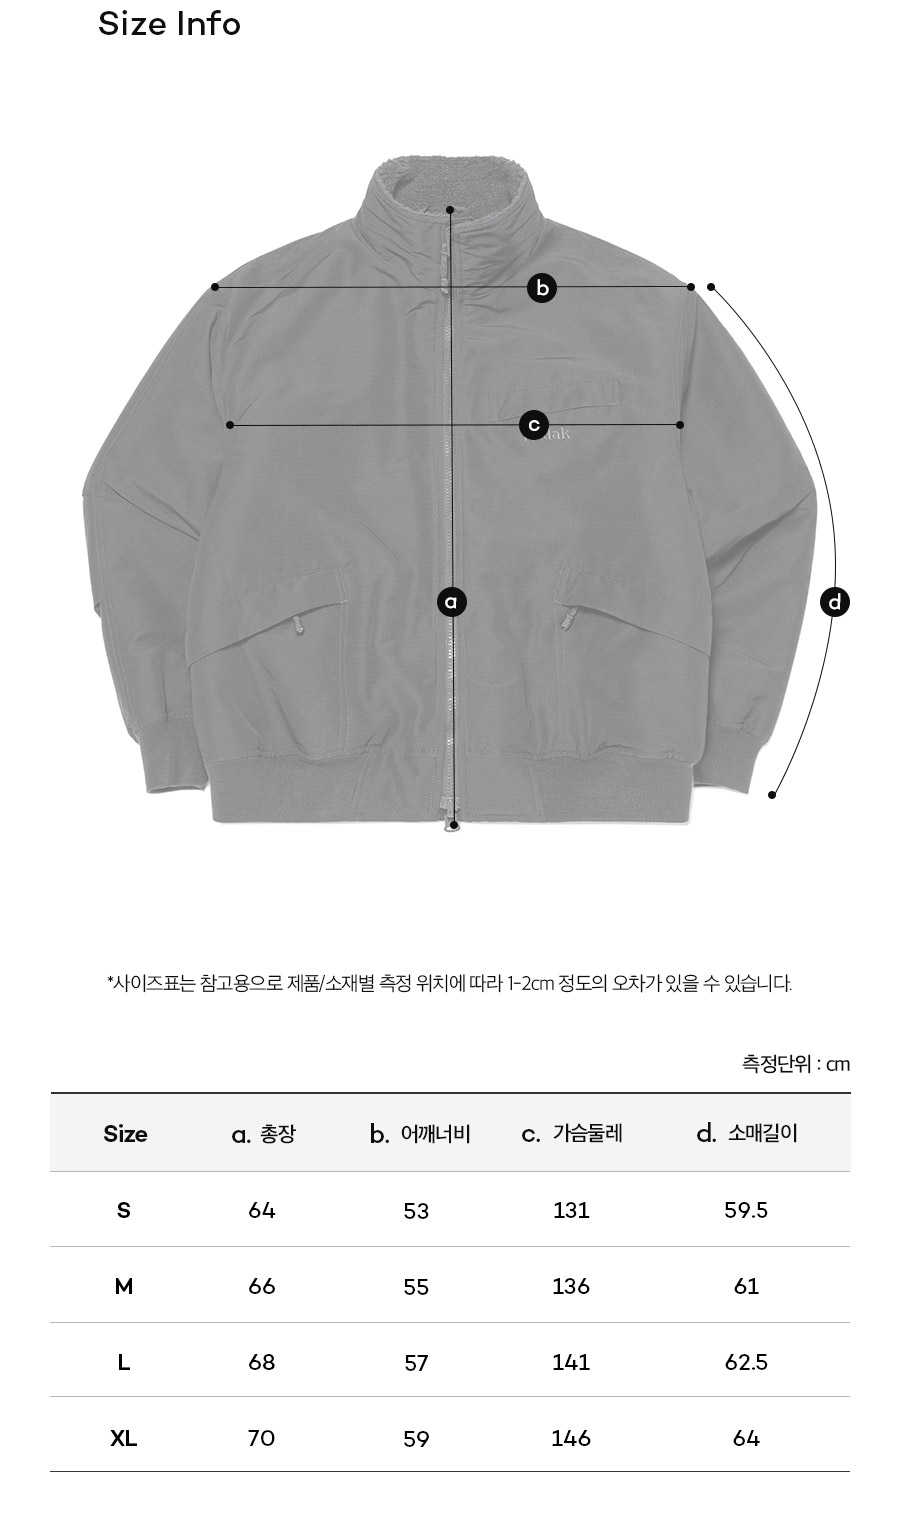 Size Info
b
c
a
d
*사이즈표는 참고용으로 제품/소재별 측정 위치에 따라 1-2cm 정도의 오차가 있을 수 있습니다.
측정단위 : cm
Size a. 총장 b. 어깨너비 c. 가슴둘레 d. 소매길이
S 64 53 131 59.5
M 66 55 136 61
L 68 57 141 62.5
XL 70 59 146 64